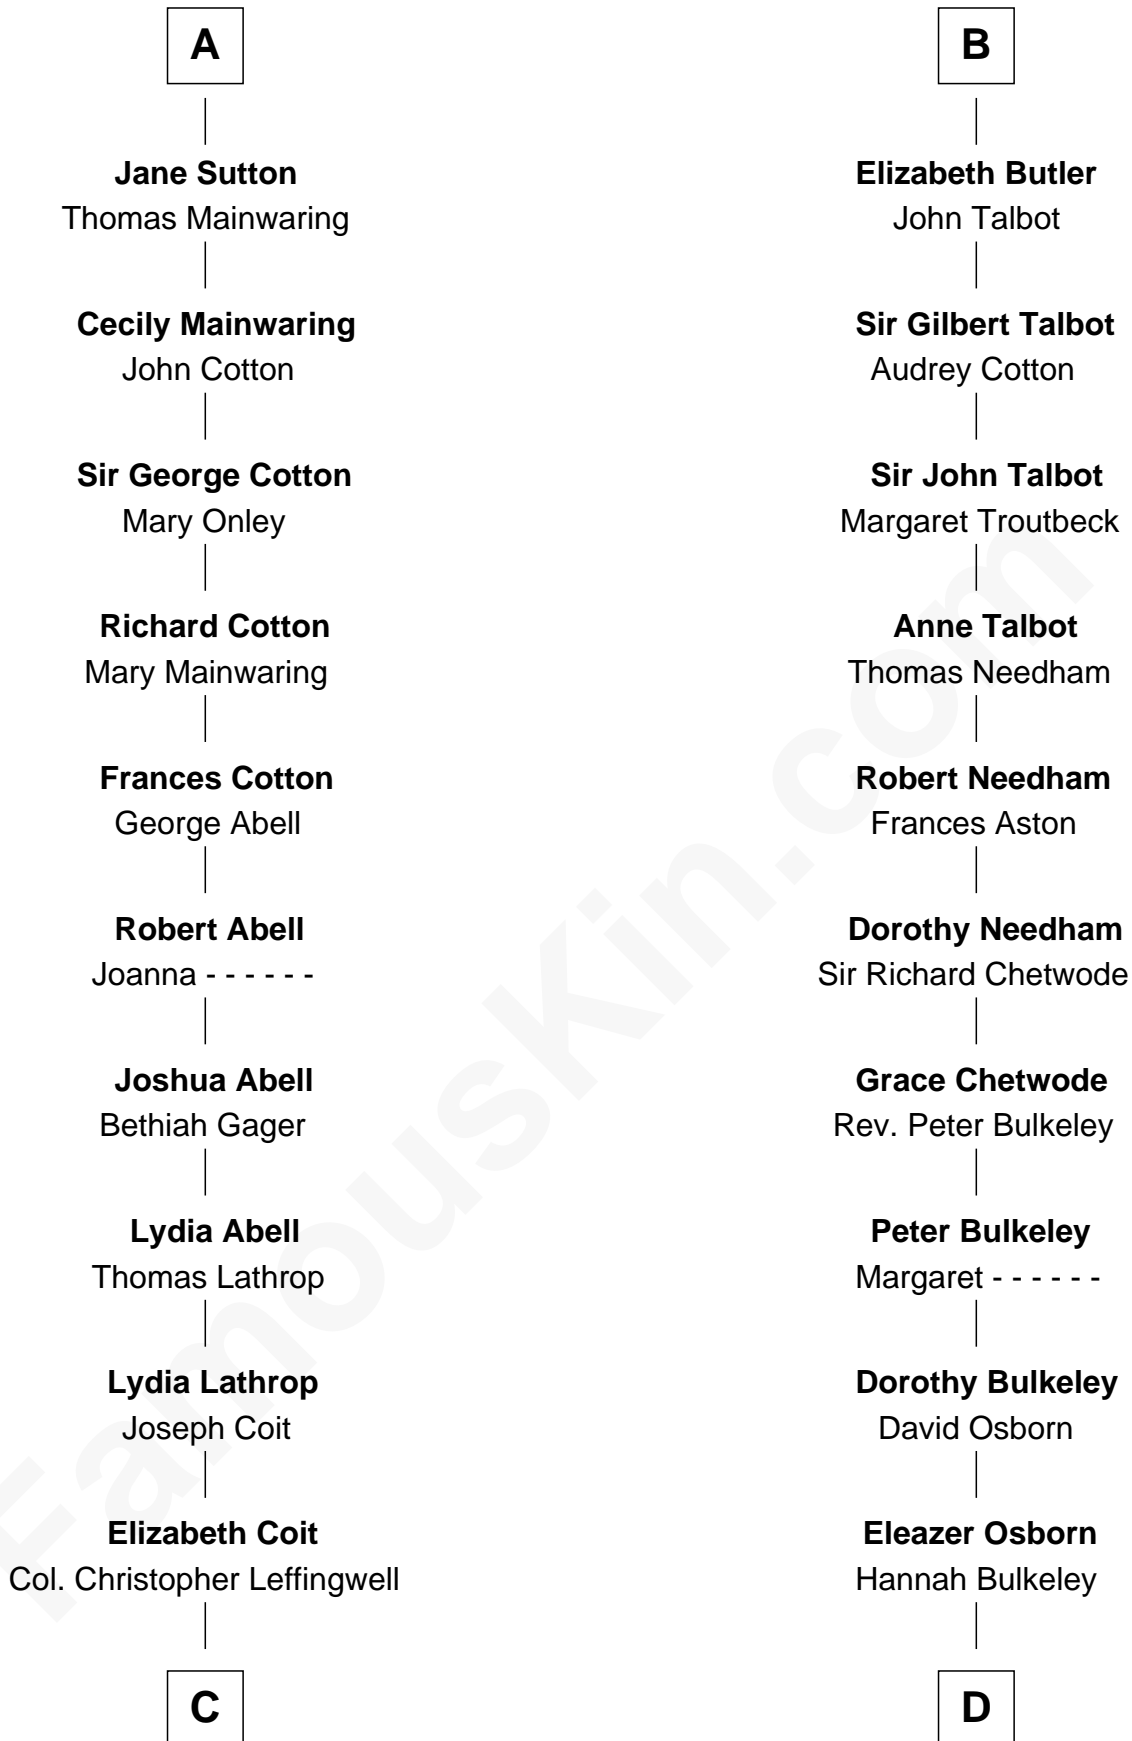 A
Jane Sutton
Thomas Mainwaring
Cecily Mainwaring
John Cotton
Sir George Cotton
Mary Onley
Richard Cotton
Mary Mainwaring
Frances Cotton
George Abell
Robert Abell
Joanna - - - - - -
Joshua Abell
Bethiah Gager
Lydia Abell
Thomas Lathrop
Lydia Lathrop
Joseph Coit
Elizabeth Coit
Col. Christopher Leffingwell
C
B
Elizabeth Butler
John Talbot
Sir Gilbert Talbot
Audrey Cotton
Sir John Talbot
Margaret Troutbeck
Anne Talbot
Thomas Needham
Robert Needham
Frances Aston
Dorothy Needham
Sir Richard Chetwode
Grace Chetwode
Rev. Peter Bulkeley
Peter Bulkeley
Margaret - - - - - -
Dorothy Bulkeley
David Osborn
Eleazer Osborn
Hannah Bulkeley
D
FamousKin.com